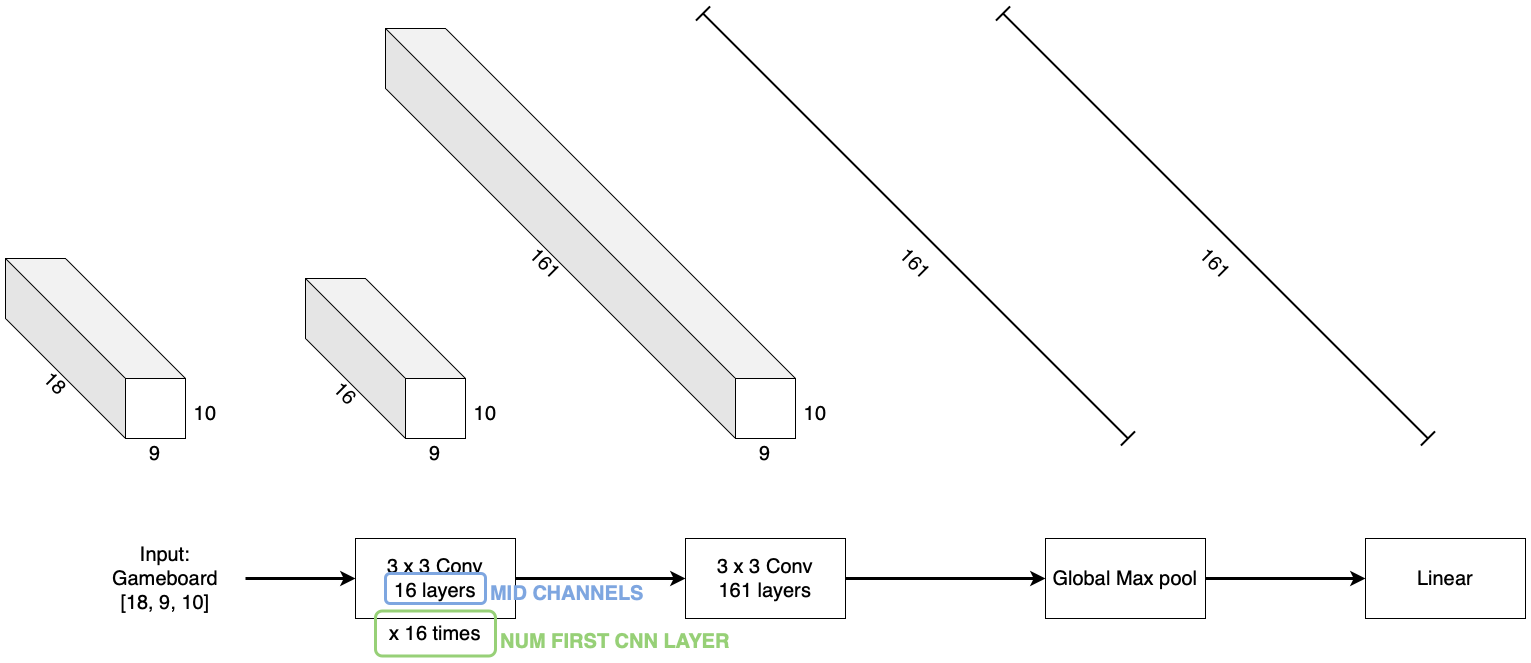 161
161
161
18
10
9
16
10
9
10
9
Input:
Gameboard
[18, 9, 10]
3 x 3 Conv
16 layers
MID CHANNELS
x 16 times
NUM FIRST CNN LAYER
3 x 3 Conv
161 layers
Global Max pool
Linear